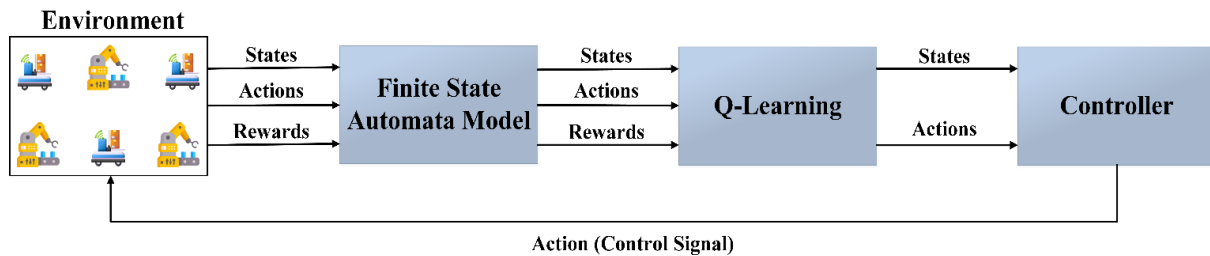 Environment
States
Actions
Rewards
Finite State
Automata Model
States
Actions
Rewards
Q-Learning
States
Actions
Controller
Action (Control Signal)